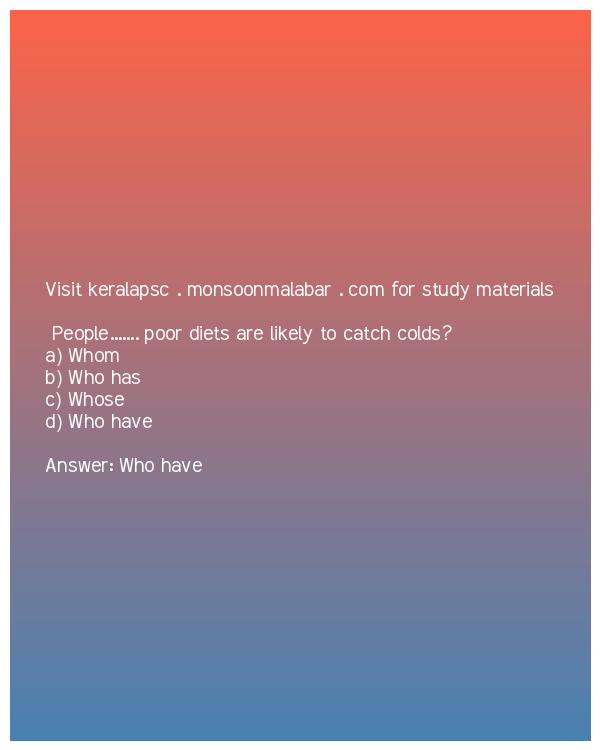 Visit keralapsc . monsoonmalabar . com for study materials
People....... poor diets are likely to catch colds?
a) Whom
b) Who has
c) Whose
d) Who have
Answer: Who have